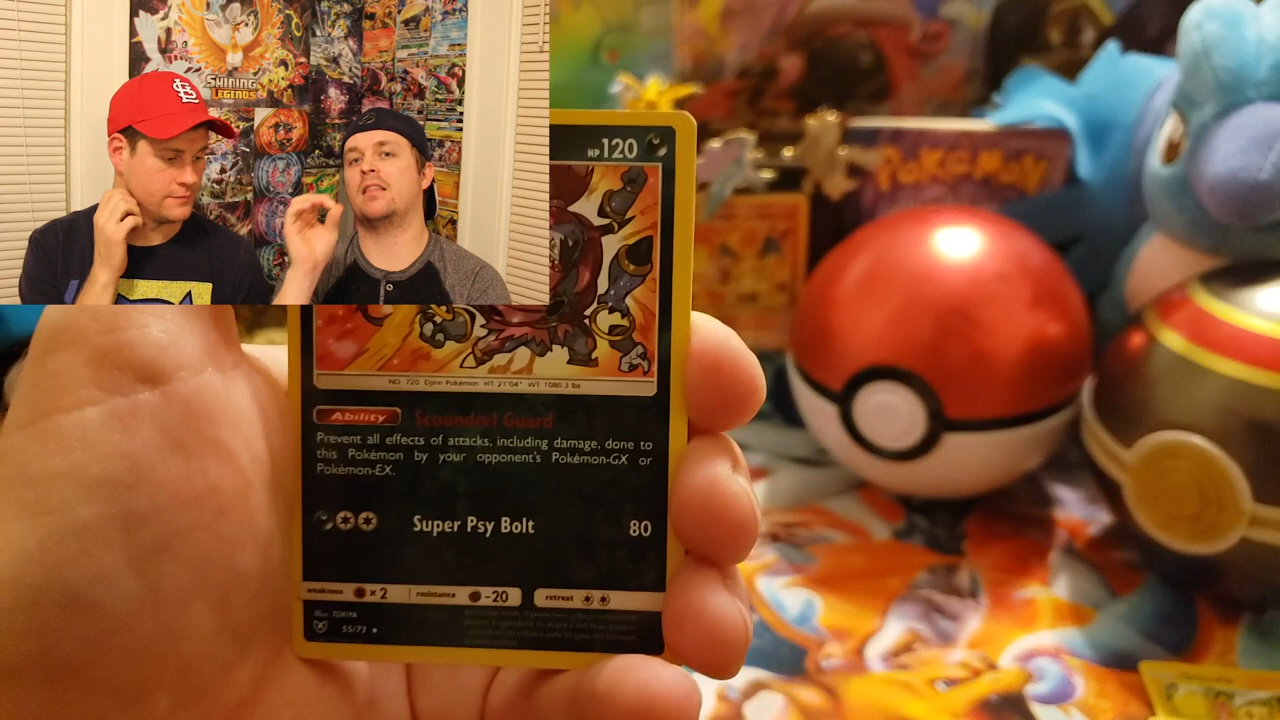 SHINING
LEGENDS
STL
POKÉMON
HP 120
NO. 720 Djinn Pokémon HT 21'04" WT 1080.3 lbs
Ability Scoundrel Guard
Prevent all effects of attacks, including damage, done to
this Pokémon by your opponent's Pokémon-GX or
Pokémon-EX.
Super Psy Bolt 80
weakness ×2 resistance -20 retreat
Illus. TOKIYA
55/73